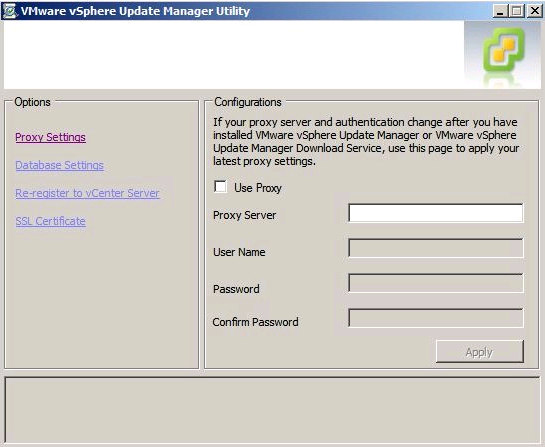 VMware vSphere Update Manager Utility
Options
Proxy Settings
Database Settings
Re-register to vCenter Server
SSL Certificate
Configurations
If your proxy server and authentication change after you have
installed VMware vSphere Update Manager or VMware vSphere
Update Manager Download Service, use this page to apply your
latest proxy settings.
Use Proxy
Proxy Server
User Name
Password
Confirm Password
Apply